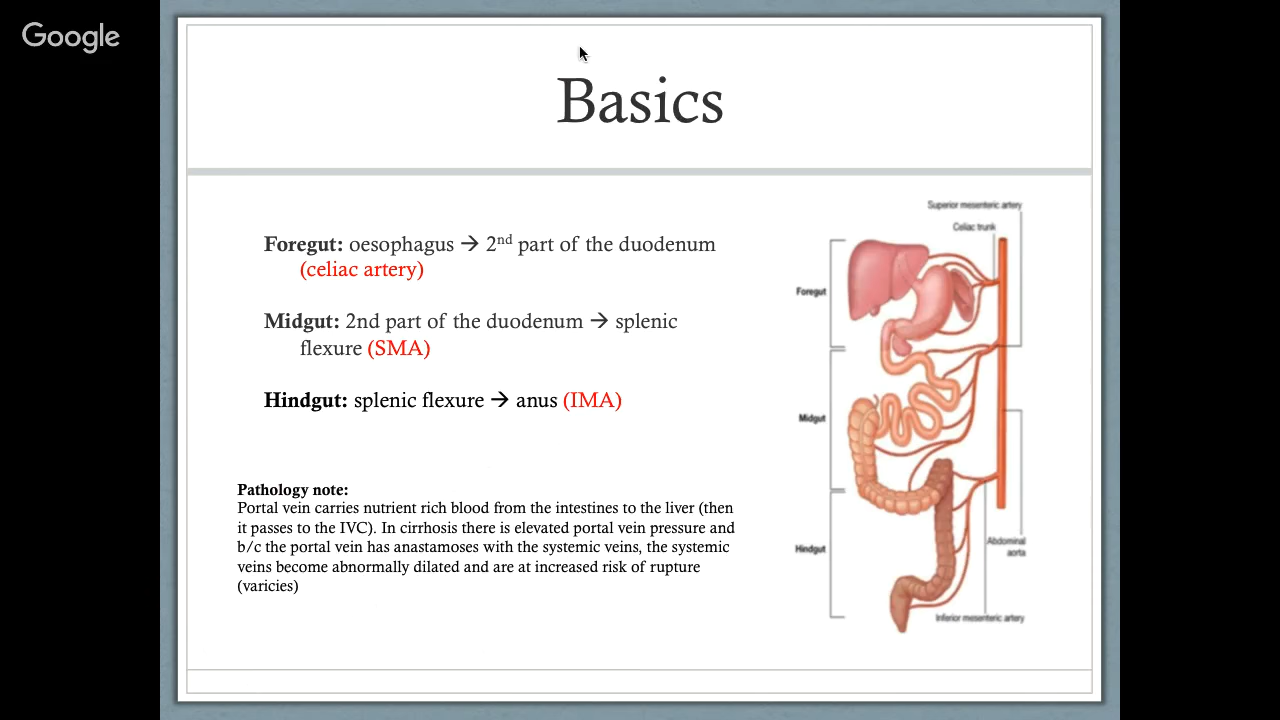 Google
Basics
Foregut: oesophagus → 2nd part of the duodenum
(celiac artery)
Midgut: 2nd part of the duodenum → splenic
flexure (SMA)
Hindgut: splenic flexure → anus (IMA)
Pathology note:
Portal vein carries nutrient rich blood from the intestines to the liver (then
it passes to the IVC). In cirrhosis there is elevated portal vein pressure and
b/c the portal vein has anastamoses with the systemic veins, the systemic
veins become abnormally dilated and are at increased risk of rupture
(varicies)
Superior mesenteric artery
Celiac trunk
Foregut
Midgut
Hindgut
Abdominal
aorta
Inferior mesenteric artery